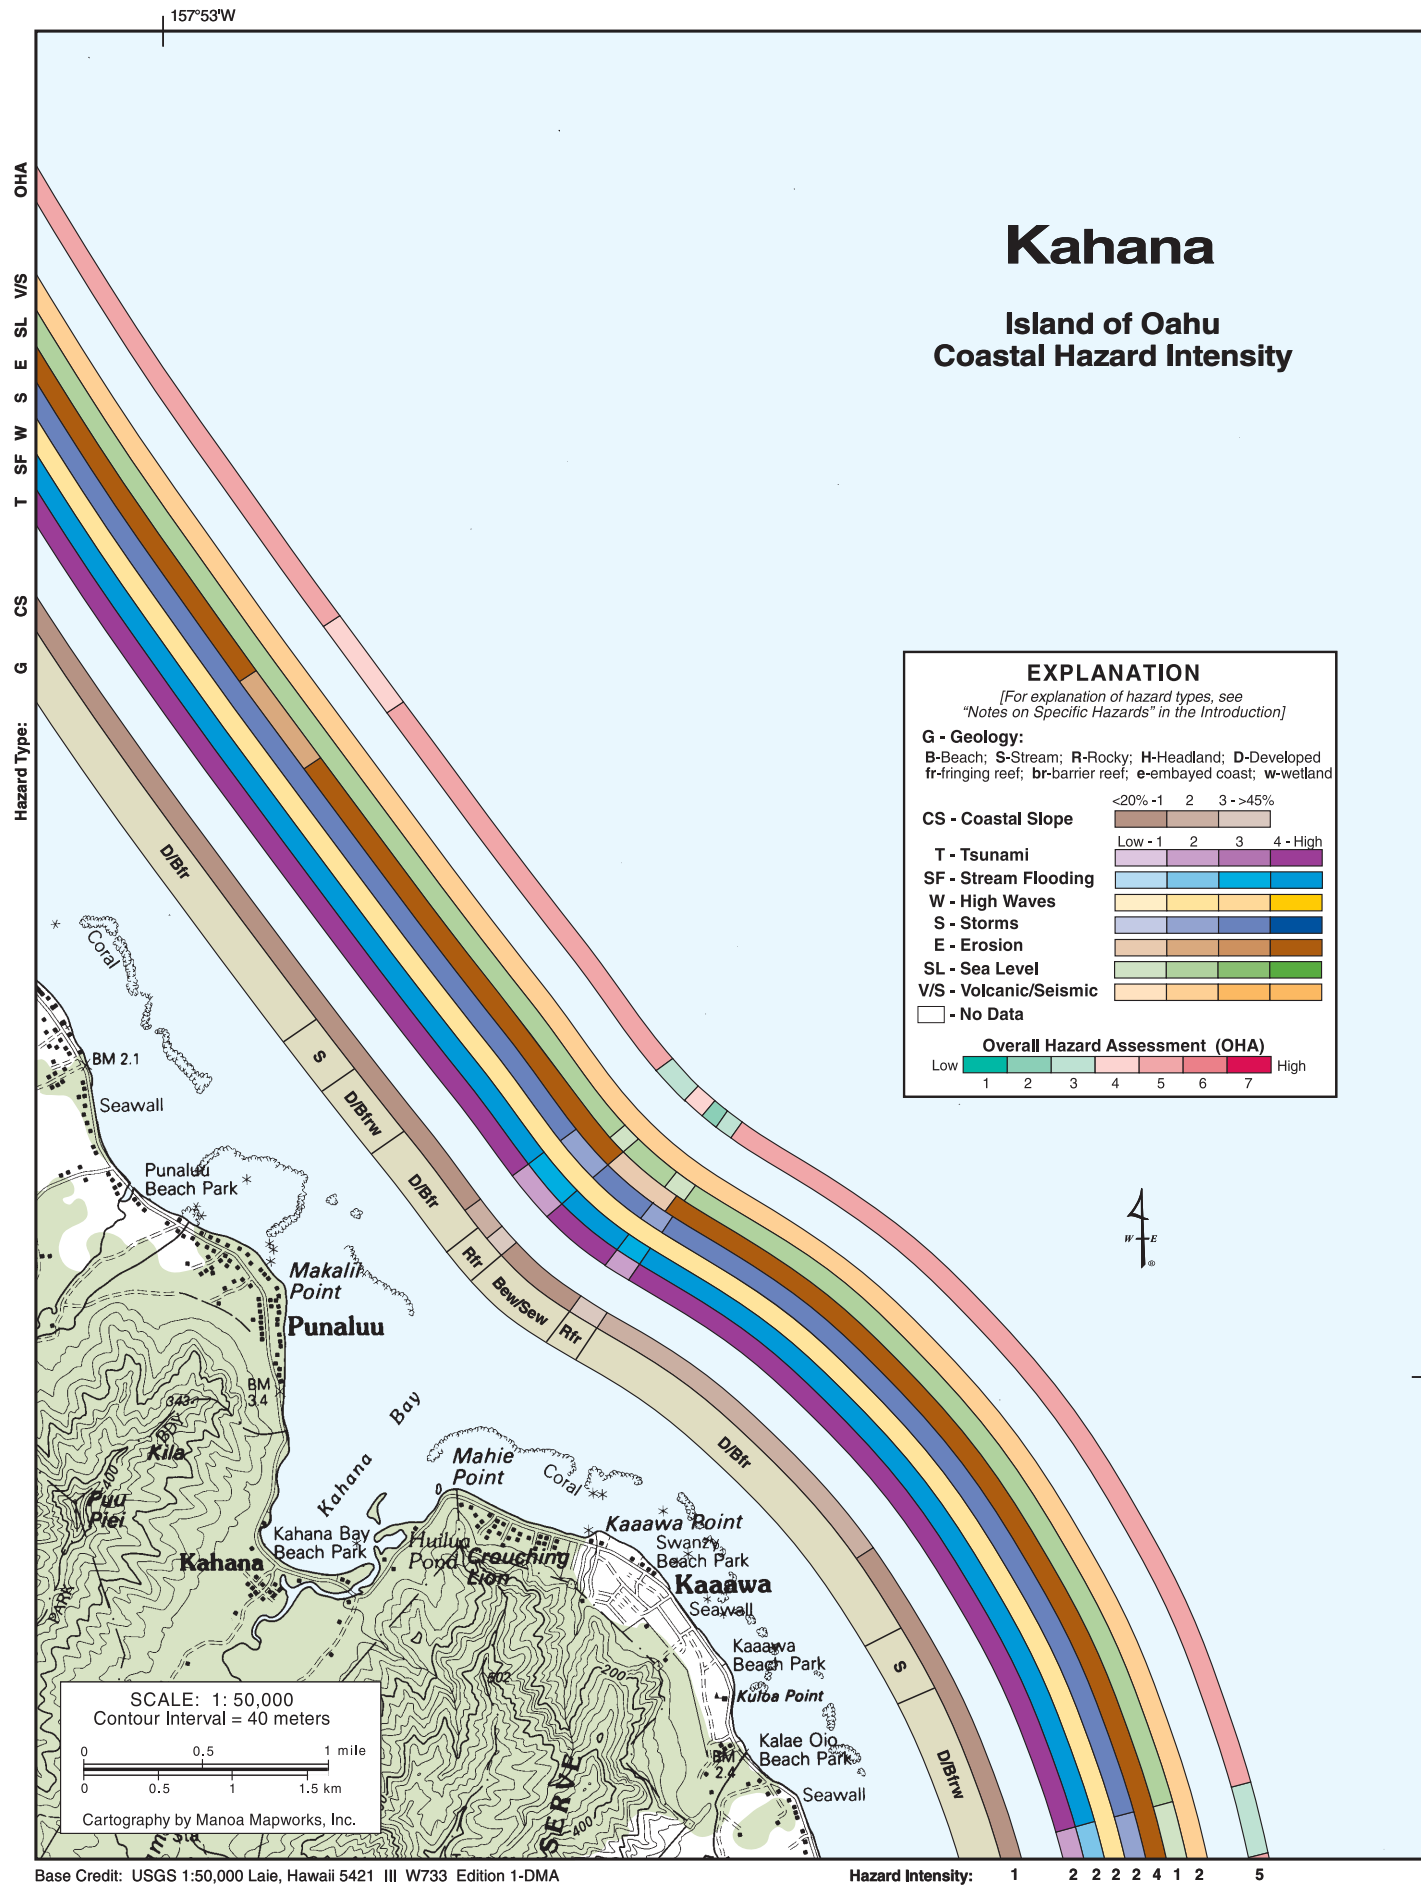 157°53'W
OHA
V/S
SL
E
S
W
SF
T
CS
G
Hazard Type:
Kahana
Island of Oahu
Coastal Hazard Intensity
EXPLANATION
[For explanation of hazard types, see
“Notes on Specific Hazards” in the Introduction]
G - Geology:
B-Beach; S-Stream; R-Rocky; H-Headland; D-Developed
fr-fringing reef; br-barrier reef; e-embayed coast; w-wetland
<20% -1 2 3 - >45%
CS - Coastal Slope
Low - 1 2 3 4 - High
T - Tsunami
SF - Stream Flooding
W - High Waves
S - Storms
E - Erosion
SL - Sea Level
V/S - Volcanic/Seismic
- No Data
Overall Hazard Assessment (OHA)
Low High
1 2 3 4 5 6 7
D/Bfr
S
D/Bfrw
D/Bfr
Rfr
Bew/Sew
Rfr
D/Bfr
S
D/Bfrw
W E
®
Coral
BM 2.1
Seawall
Punaluu
Beach Park
Makalii
Point
Punaluu
BM
3.4
343
BDY
Kila
400
Puu
Piei
PARK
Kahana Bay
Kahana Bay
Beach Park
Kahana
Huilua
Pond
Mahie
Point
Coral
Crouching
Lion
Kaaawa Point
Swanzy
Beach Park
Kaaawa
Seawall
Kaaawa
Beach Park
Kuloa Point
Kalae Oio
Beach Park
BM
2.4
Seawall
200
602
400
SERVE
SCALE: 1: 50,000
Contour Interval = 40 meters
0 0.5 1 mile
0 0.5 1 1.5 km
Cartography by Manoa Mapworks, Inc.
Base Credit: USGS 1:50,000 Laie, Hawaii 5421 III W733 Edition 1-DMA
Hazard Intensity: 1 2 2 2 2 4 1 2 5